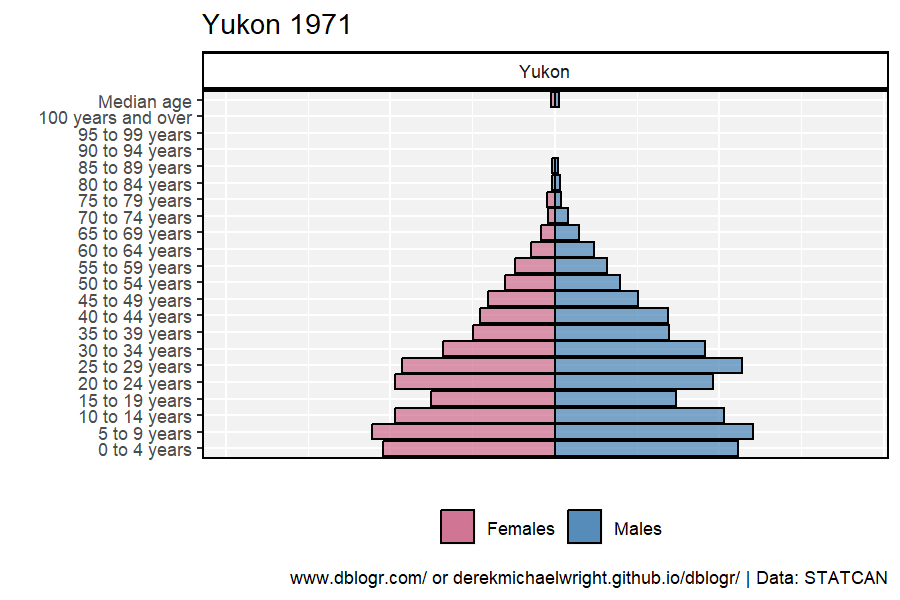 Yukon 1971
Yukon
Median age
100 years and over
95 to 99 years
90 to 94 years
85 to 89 years
80 to 84 years
75 to 79 years
70 to 74 years
65 to 69 years
60 to 64 years
55 to 59 years
50 to 54 years
45 to 49 years
40 to 44 years
35 to 39 years
30 to 34 years
25 to 29 years
20 to 24 years
15 to 19 years
10 to 14 years
5 to 9 years
0 to 4 years
Females Males
www.dblogr.com/ or derekmichaelwright.github.io/dblogr/ | Data: STATCAN